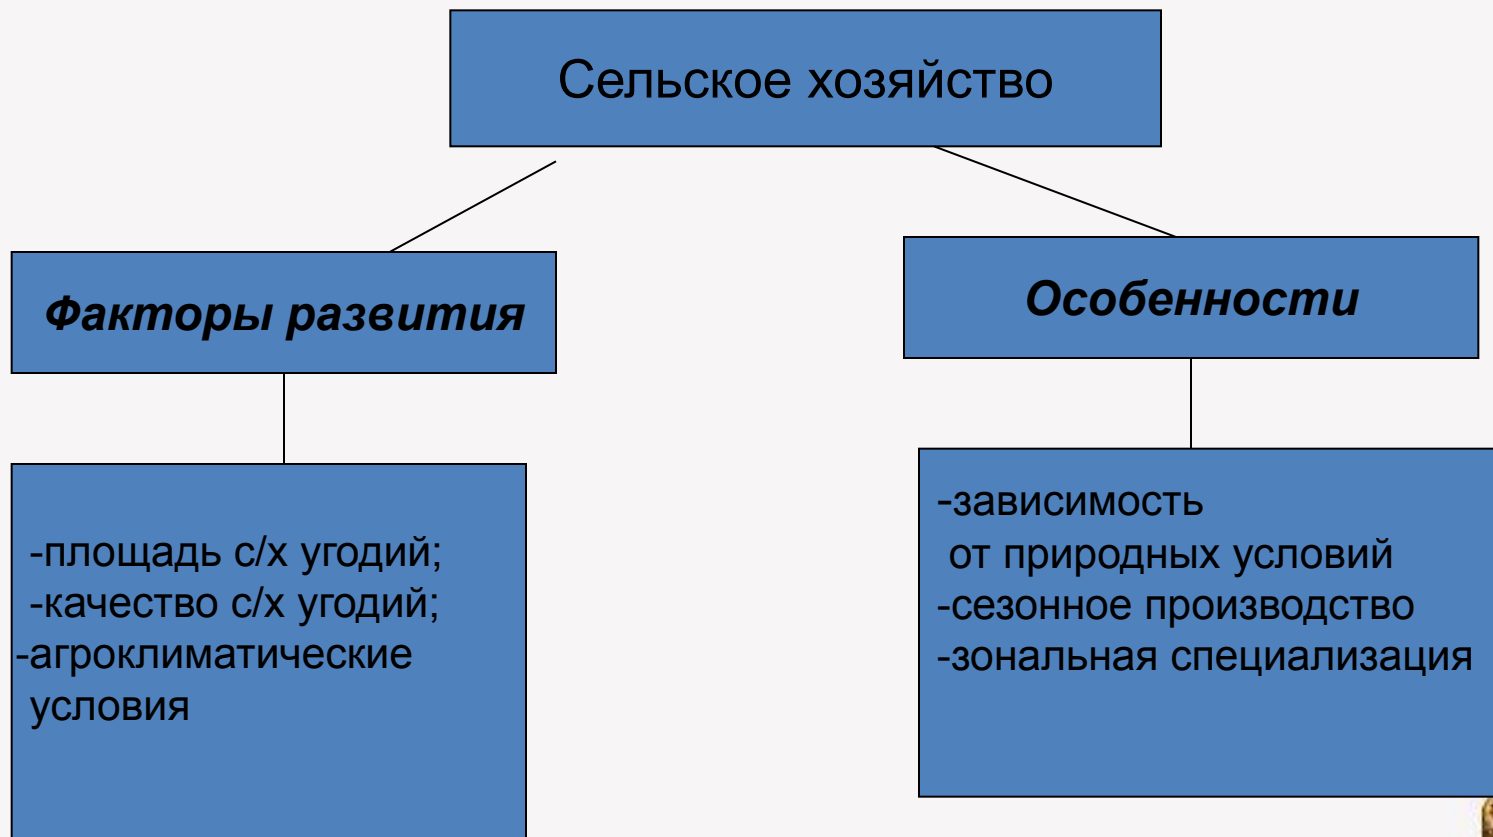 Сельское хозяйство
Факторы развития
Особенности
-площадь с/х угодий;
-качество с/х угодий;
-агроклиматические
условия
-зависимость
от природных условий
-сезонное производство
-зональная специализация